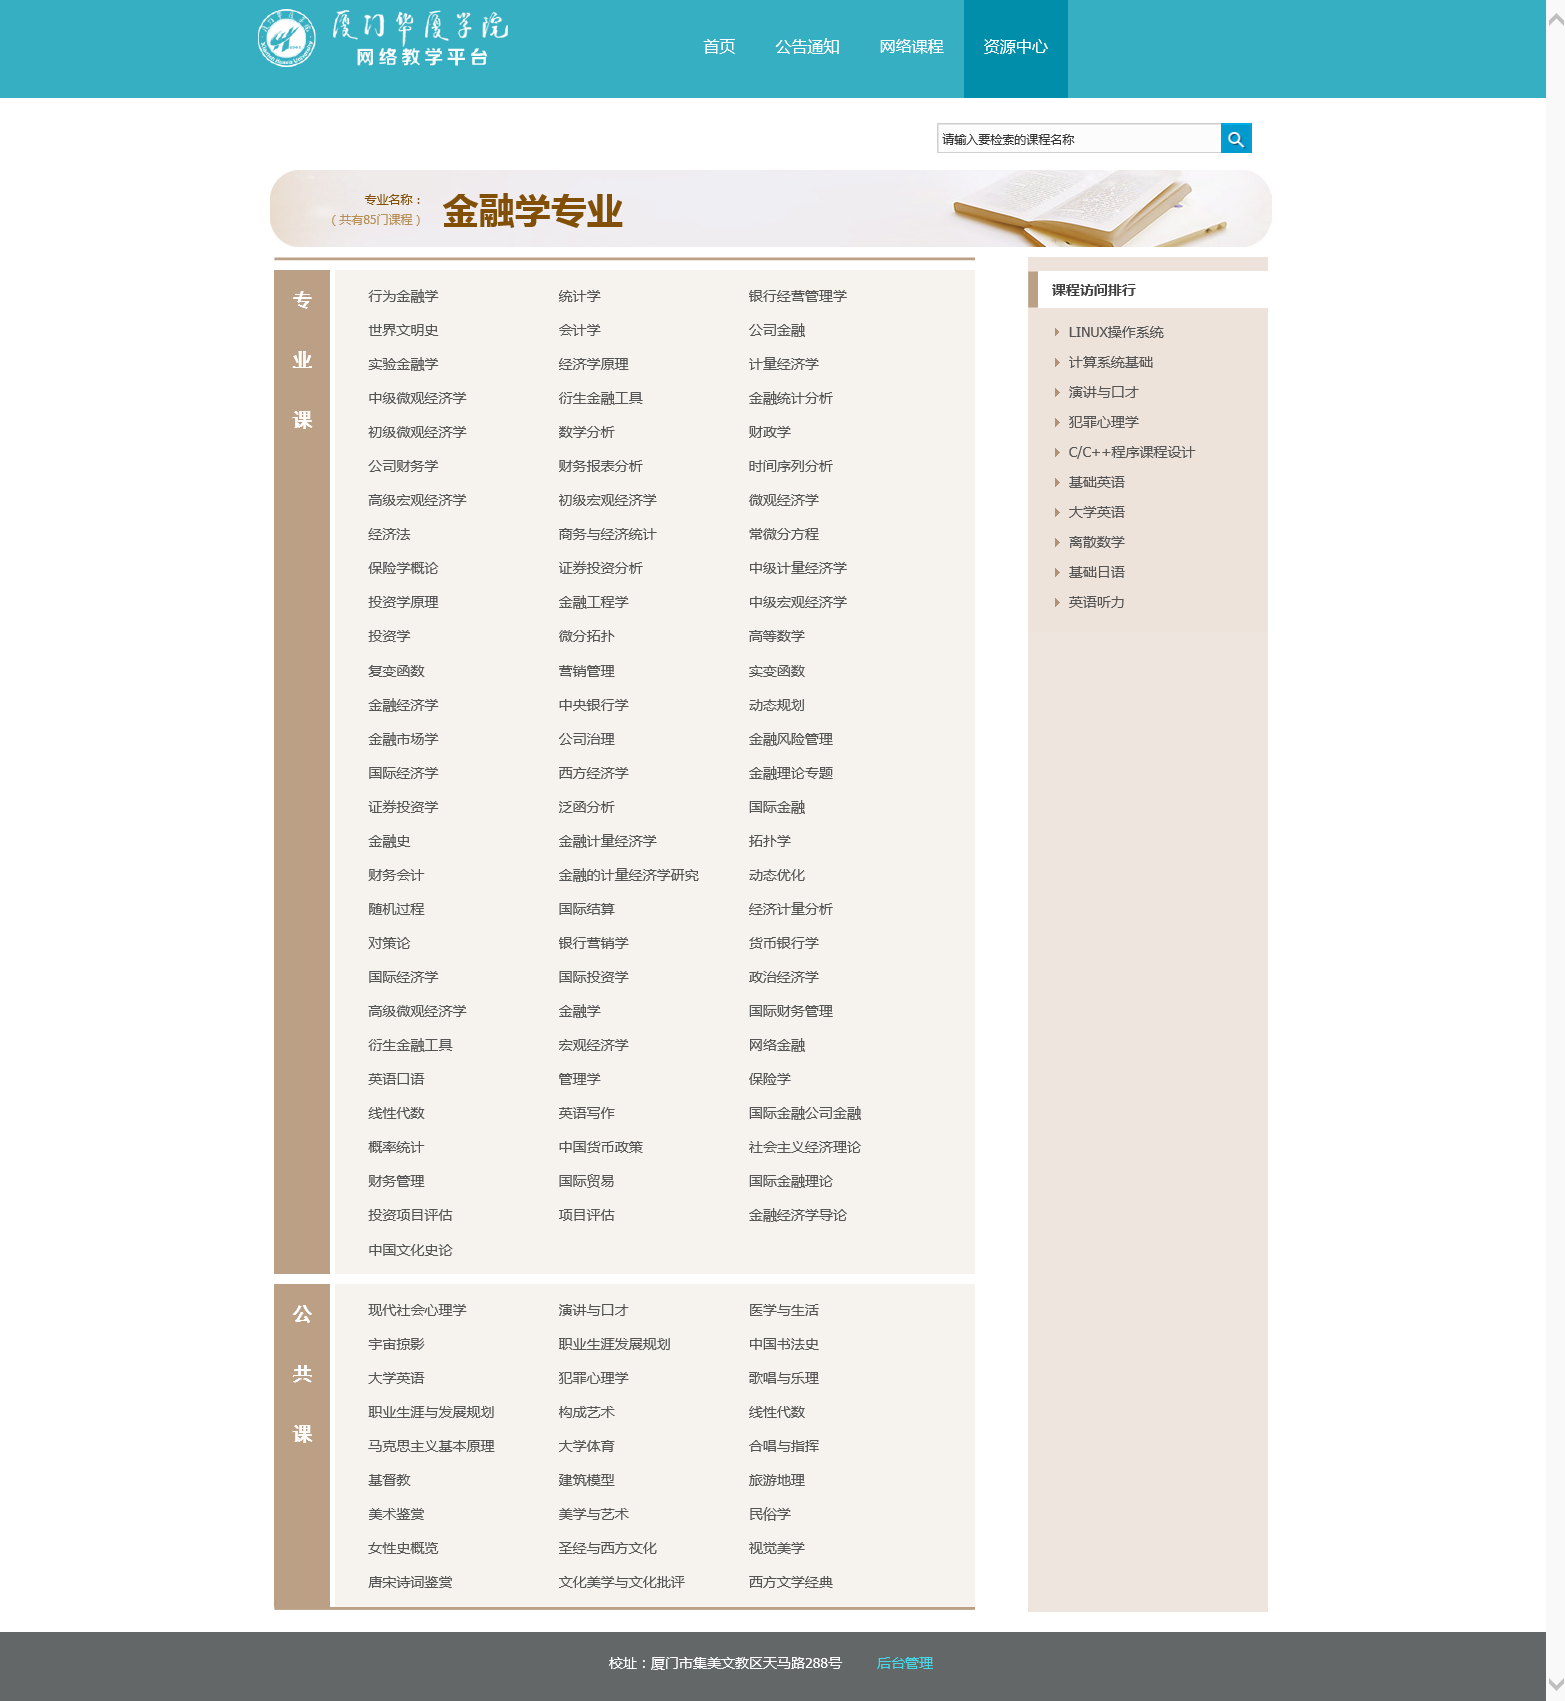 厦门华厦学院
网络教学平台
首页 公告通知 网络课程 资源中心
请输入要检索的课程名称
专业名称：
（共有85门课程）
金融学专业
专
业
课
行为金融学 统计学 银行经营管理学
世界文明史 会计学 公司金融
实验金融学 经济学原理 计量经济学
中级微观经济学 衍生金融工具 金融统计分析
初级微观经济学 数学分析 财政学
公司财务学 财务报表分析 时间序列分析
高级宏观经济学 初级宏观经济学 微观经济学
经济法 商务与经济统计 常微分方程
保险学概论 证券投资分析 中级计量经济学
投资学原理 金融工程学 中级宏观经济学
投资学 微分拓扑 高等数学
复变函数 营销管理 实变函数
金融经济学 中央银行学 动态规划
金融市场学 公司治理 金融风险管理
国际经济学 西方经济学 金融理论专题
证券投资学 泛函分析 国际金融
金融史 金融计量经济学 拓扑学
财务会计 金融的计量经济学研究 动态优化
随机过程 国际结算 经济计量分析
对策论 银行营销学 货币银行学
国际经济学 国际投资学 政治经济学
高级微观经济学 金融学 国际财务管理
衍生金融工具 宏观经济学 网络金融
英语口语 管理学 保险学
线性代数 英语写作 国际金融公司金融
概率统计 中国货币政策 社会主义经济理论
财务管理 国际贸易 国际金融理论
投资项目评估 项目评估 金融经济学导论
中国文化史论
公
共
课
现代社会心理学 演讲与口才 医学与生活
宇宙掠影 职业生涯发展规划 中国书法史
大学英语 犯罪心理学 歌唱与乐理
职业生涯与发展规划 构成艺术 线性代数
马克思主义基本原理 大学体育 合唱与指挥
基督教 建筑模型 旅游地理
美术鉴赏 美学与艺术 民俗学
女性史概览 圣经与西方文化 视觉美学
唐宋诗词鉴赏 文化美学与文化批评 西方文学经典
课程访问排行
LINUX操作系统
计算系统基础
演讲与口才
犯罪心理学
C/C++程序课程设计
基础英语
大学英语
离散数学
基础日语
英语听力
校址：厦门市集美文教区天马路288号 后台管理